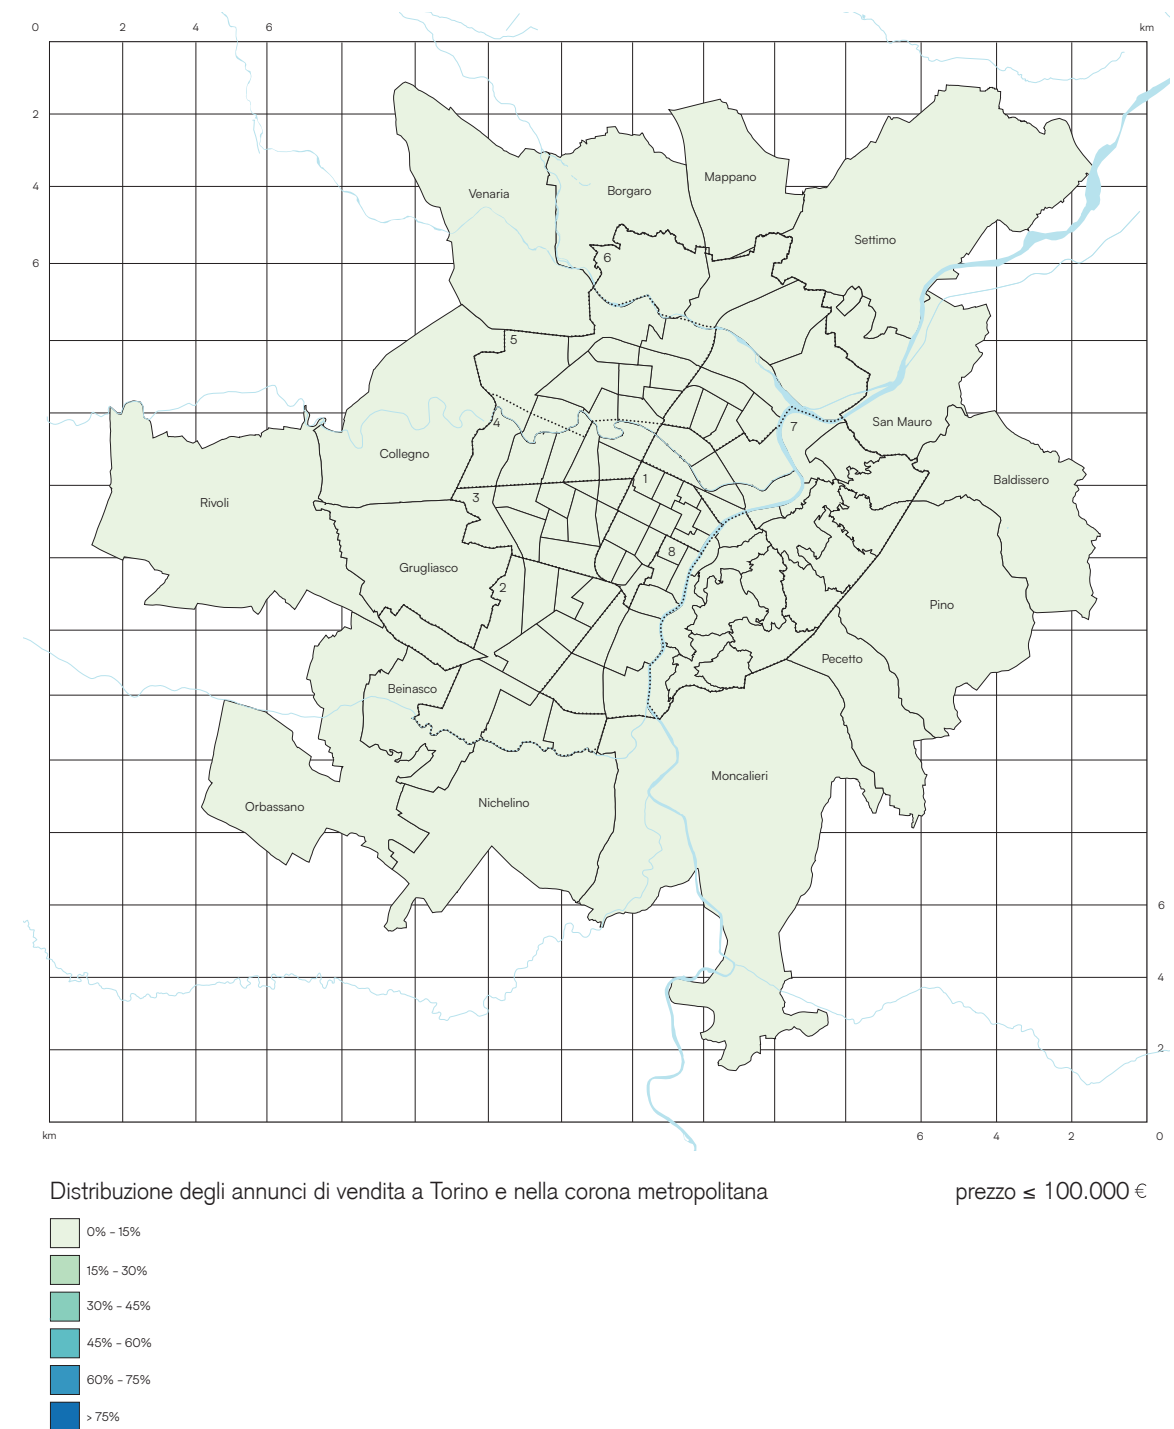 0 2 4 6 km
2
Venaria Borgaro Mappano
4
Settimo
6 6
5
San Mauro
4 7
Collegno
Baldissero
1
3
Rivoli
8
Grugliasco
2
Pino
Pecetto
Beinasco
Moncalieri
Nichelino
Orbassano
6
4
2
km 6 4 2 0
Distribuzione degli annunci di vendita a Torino e nella corona metropolitana prezzo ≤ 100.000 €
0% - 15%
15% - 30%
30% - 45%
45% - 60%
60% - 75%
> 75%